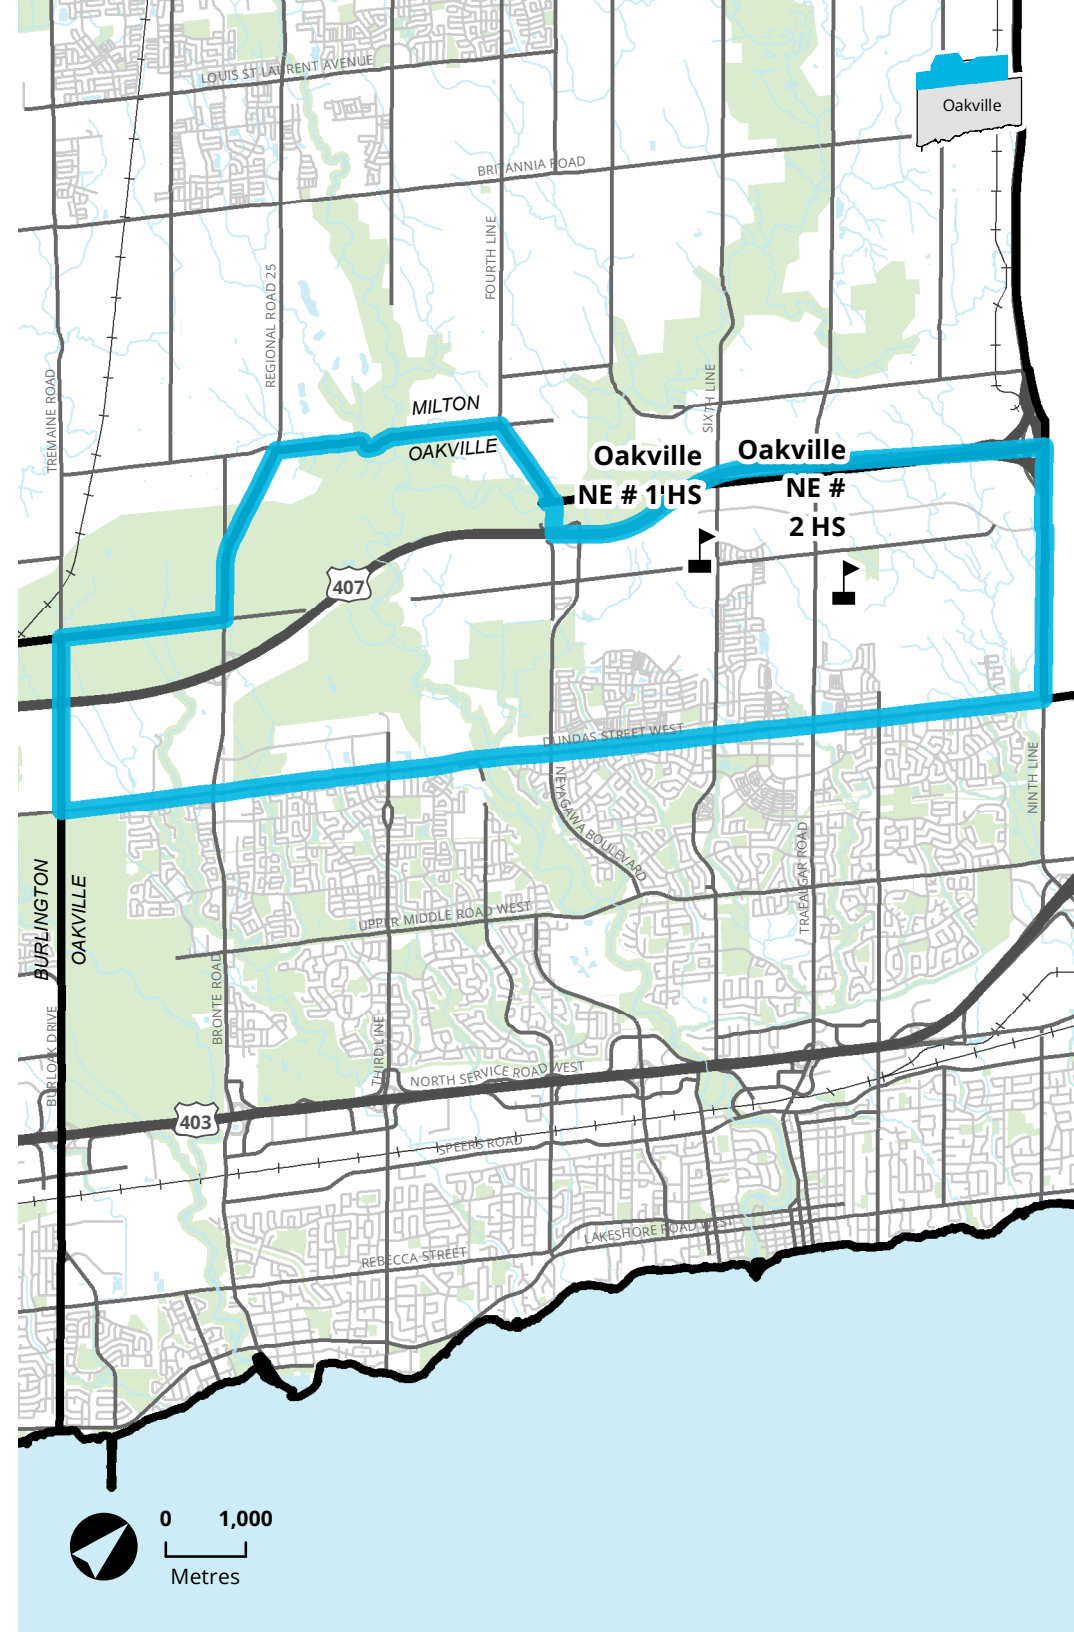 LOUIS ST LAURENT AVENUE
Oakville
BRITANNIA ROAD
FOURTH LINE
REGIONAL ROAD 25
TREMAINE ROAD
SIXTH LINE
MILTON
OAKVILLE
Oakville
NE # 1 HS
Oakville
NE #
2 HS
407
DUNDAS STREET WEST
NINTH LINE
NEYAGAWA BOULEVARD
TRAFALGAR ROAD
BURLINGTON
OAKVILLE
UPPER MIDDLE ROAD WEST
BRONTE ROAD
BURLOAK DRIVE
THIRD LINE
NORTH SERVICE ROAD WEST
403
SPEERS ROAD
LAKESHORE ROAD WEST
REBECCA STREET
0 1,000
Metres